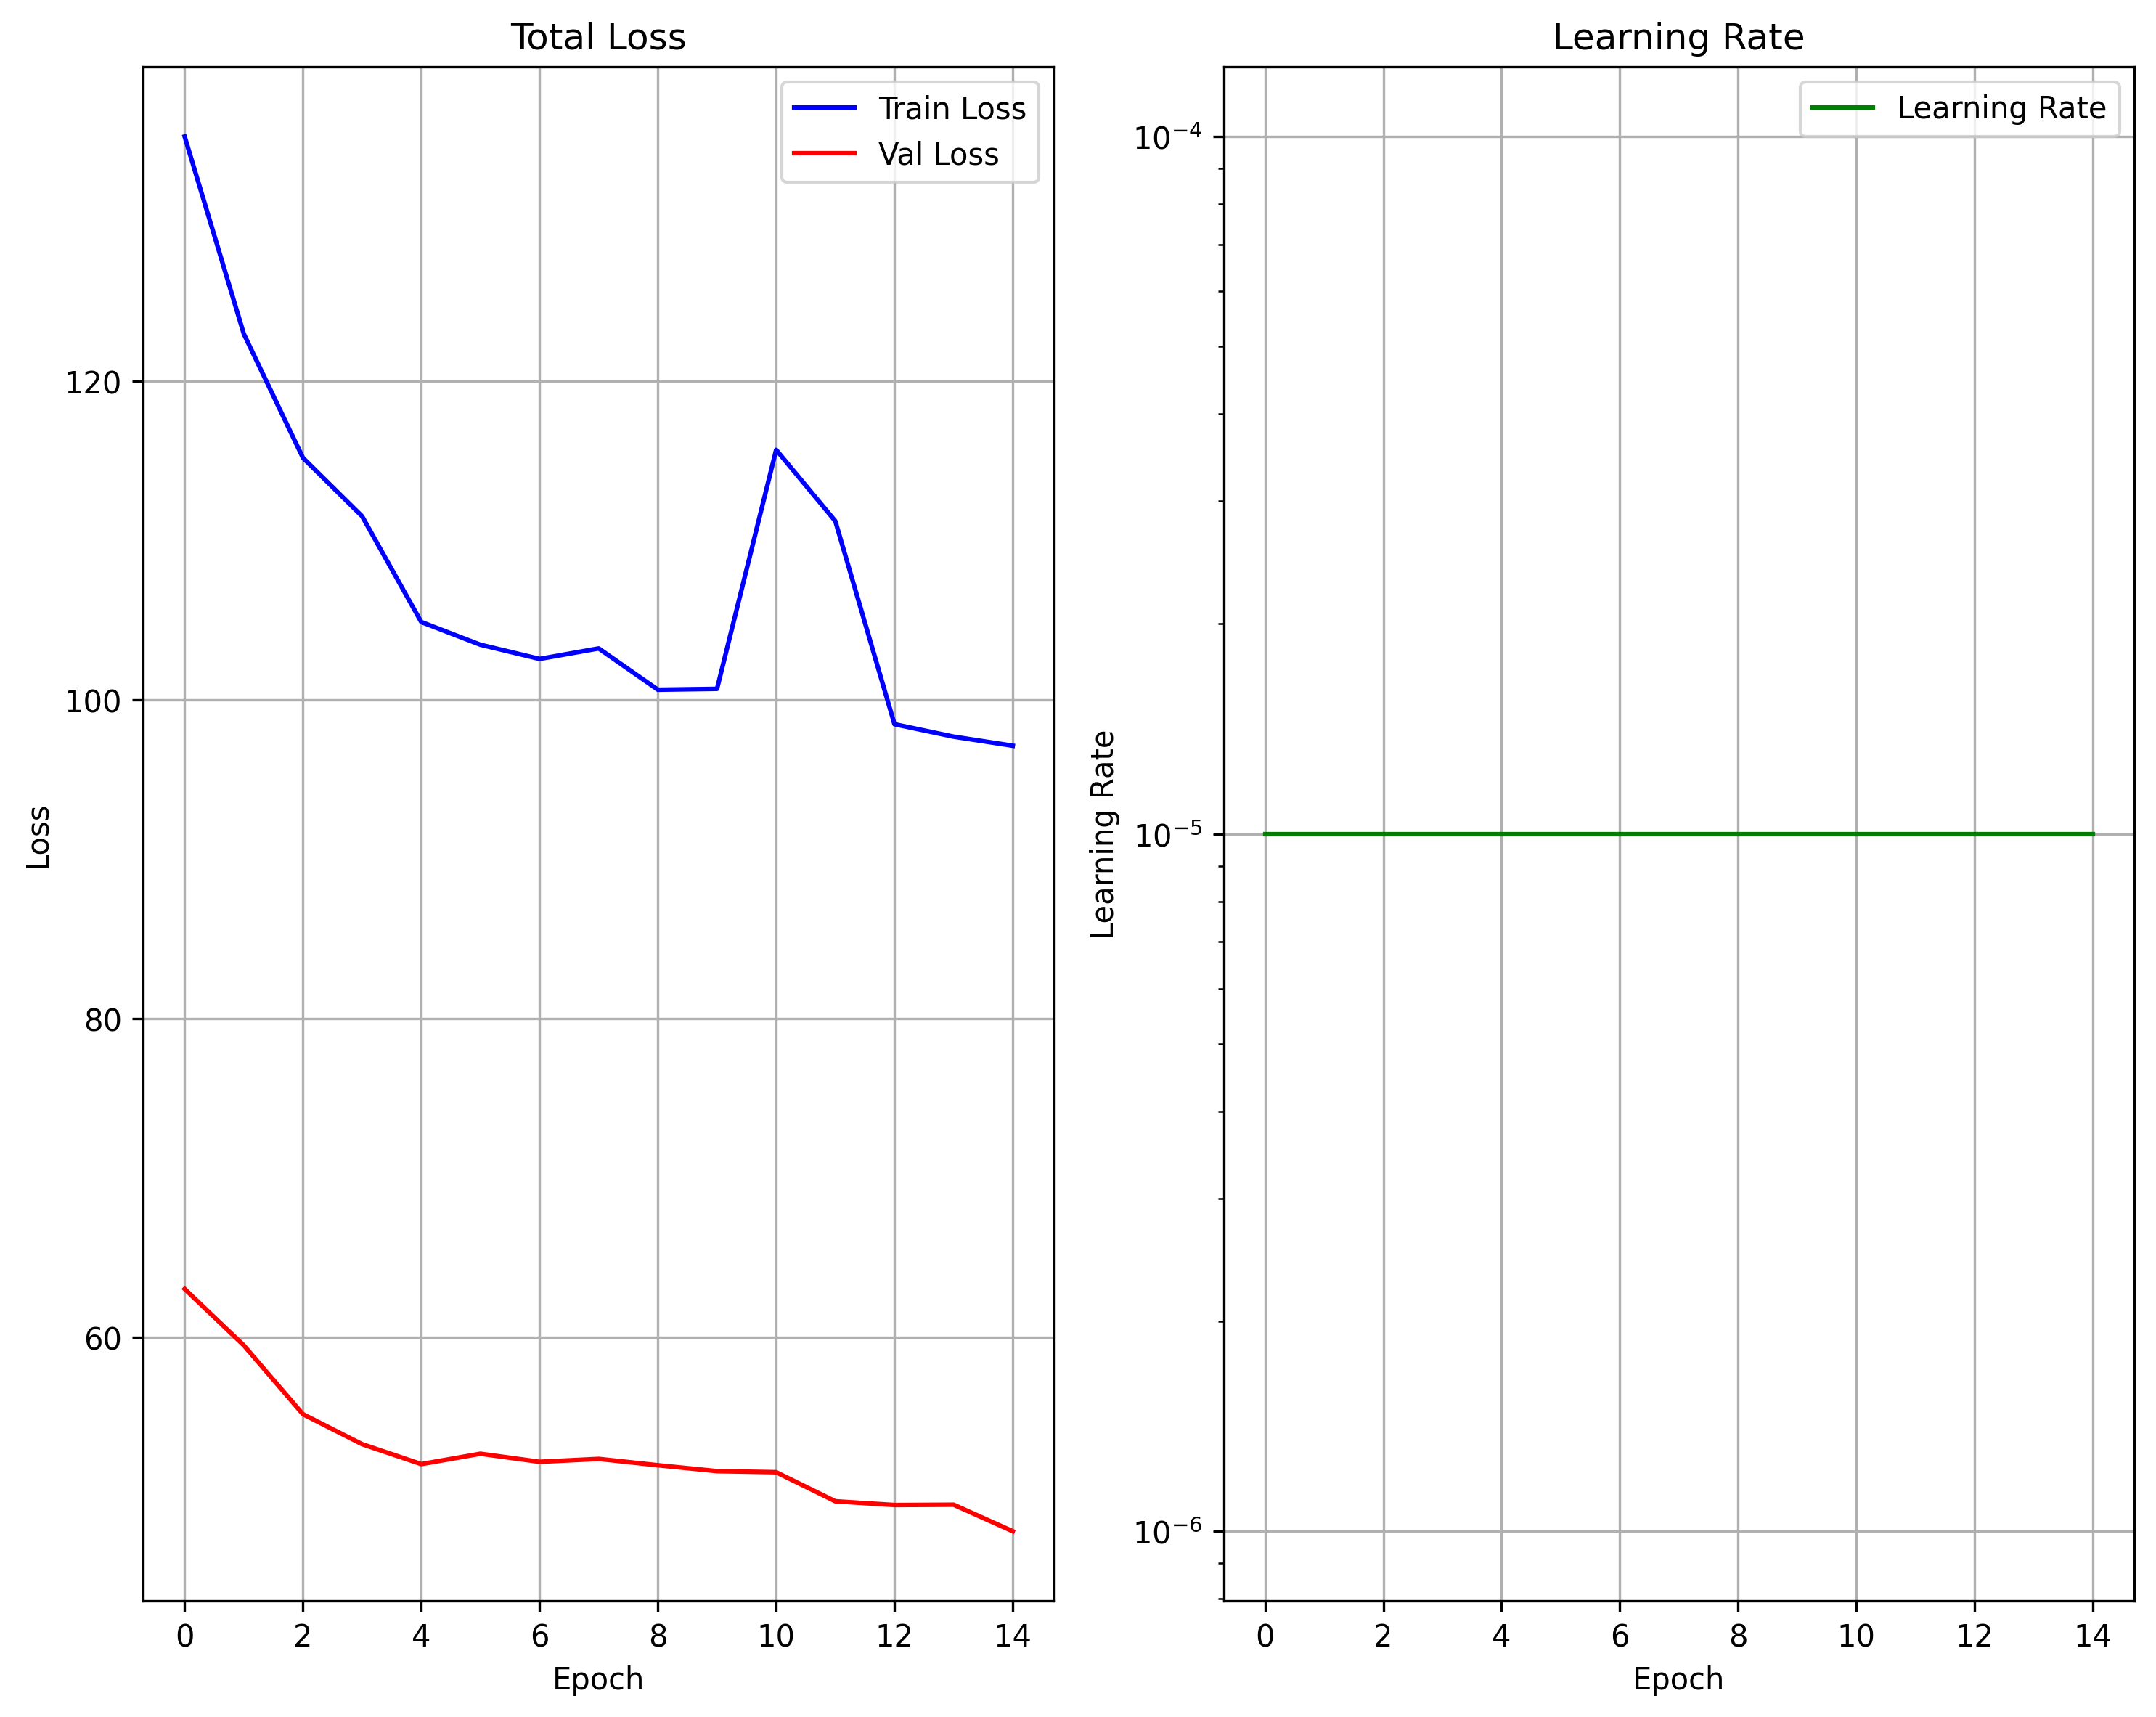 Total Loss
Train Loss
Val Loss
120
100
80
60
Loss
0 2 4 6 8 10 12 14
Epoch
Learning Rate
Learning Rate
10⁻⁴
10⁻⁵
10⁻⁶
Learning Rate
0 2 4 6 8 10 12 14
Epoch